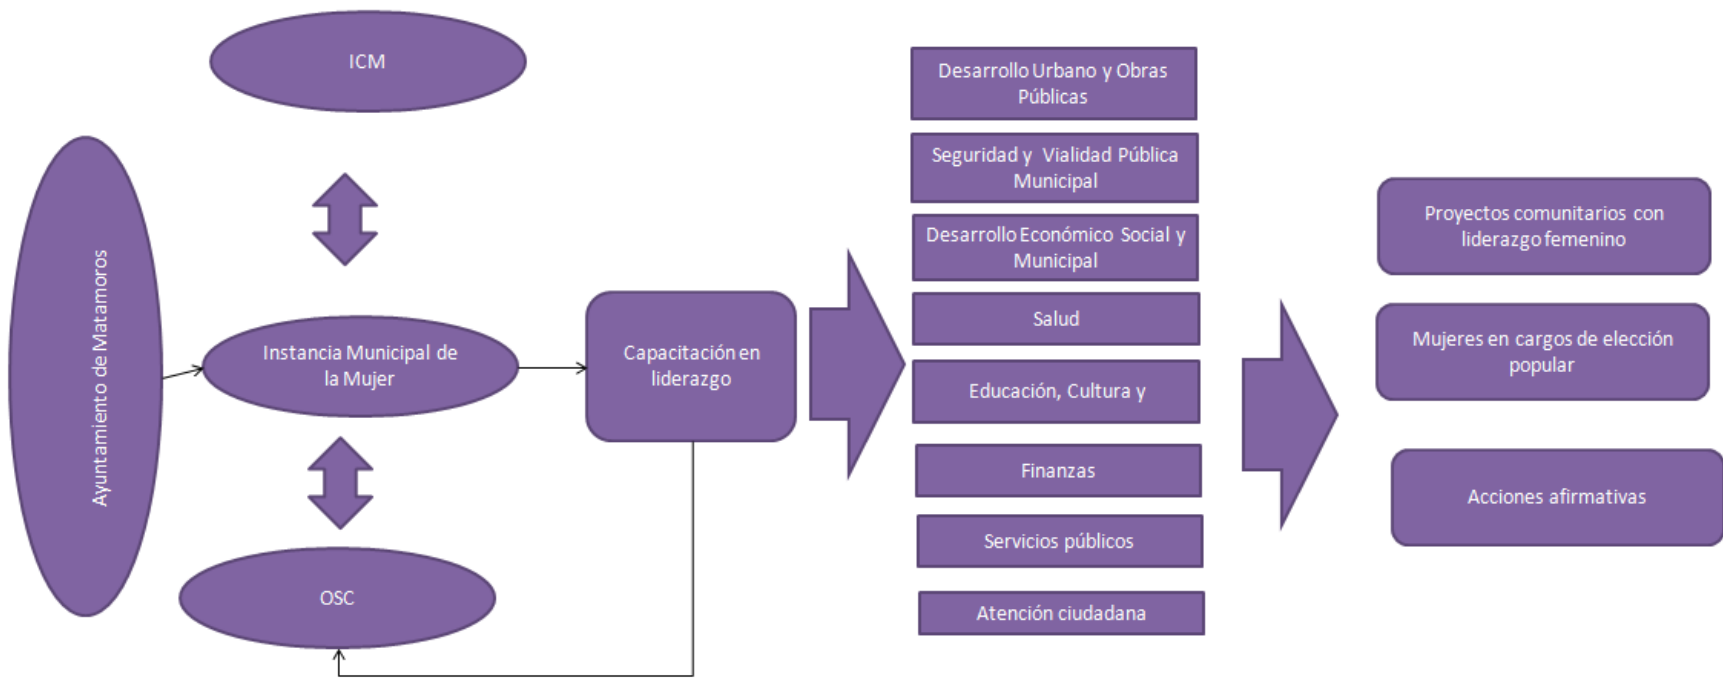 ICM
Ayuntamiento de Matamoros
Instancia Municipal de
la Mujer
OSC
Capacitación en
liderazgo
Desarrollo Urbano y Obras
Públicas
Seguridad y Vialidad Pública
Municipal
Desarrollo Económico Social y
Municipal
Salud
Educación, Cultura y
Finanzas
Servicios públicos
Atención ciudadana
Proyectos comunitarios con
liderazgo femenino
Mujeres en cargos de elección
popular
Acciones afirmativas